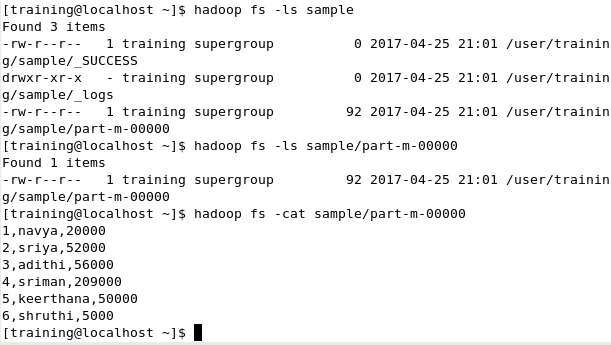 [training@localhost ~]$ hadoop fs -ls sample
Found 3 items
-rw-r--r--   1 training supergroup          0 2017-04-25 21:01 /user/trainin
g/sample/_SUCCESS
drwxr-xr-x   - training supergroup          0 2017-04-25 21:01 /user/trainin
g/sample/_logs
-rw-r--r--   1 training supergroup         92 2017-04-25 21:01 /user/trainin
g/sample/part-m-00000
[training@localhost ~]$ hadoop fs -ls sample/part-m-00000
Found 1 items
-rw-r--r--   1 training supergroup         92 2017-04-25 21:01 /user/trainin
g/sample/part-m-00000
[training@localhost ~]$ hadoop fs -cat sample/part-m-00000
1,navya,20000
2,sriya,52000
3,adithi,56000
4,sriman,209000
5,keerthana,50000
6,shruthi,5000
[training@localhost ~]$